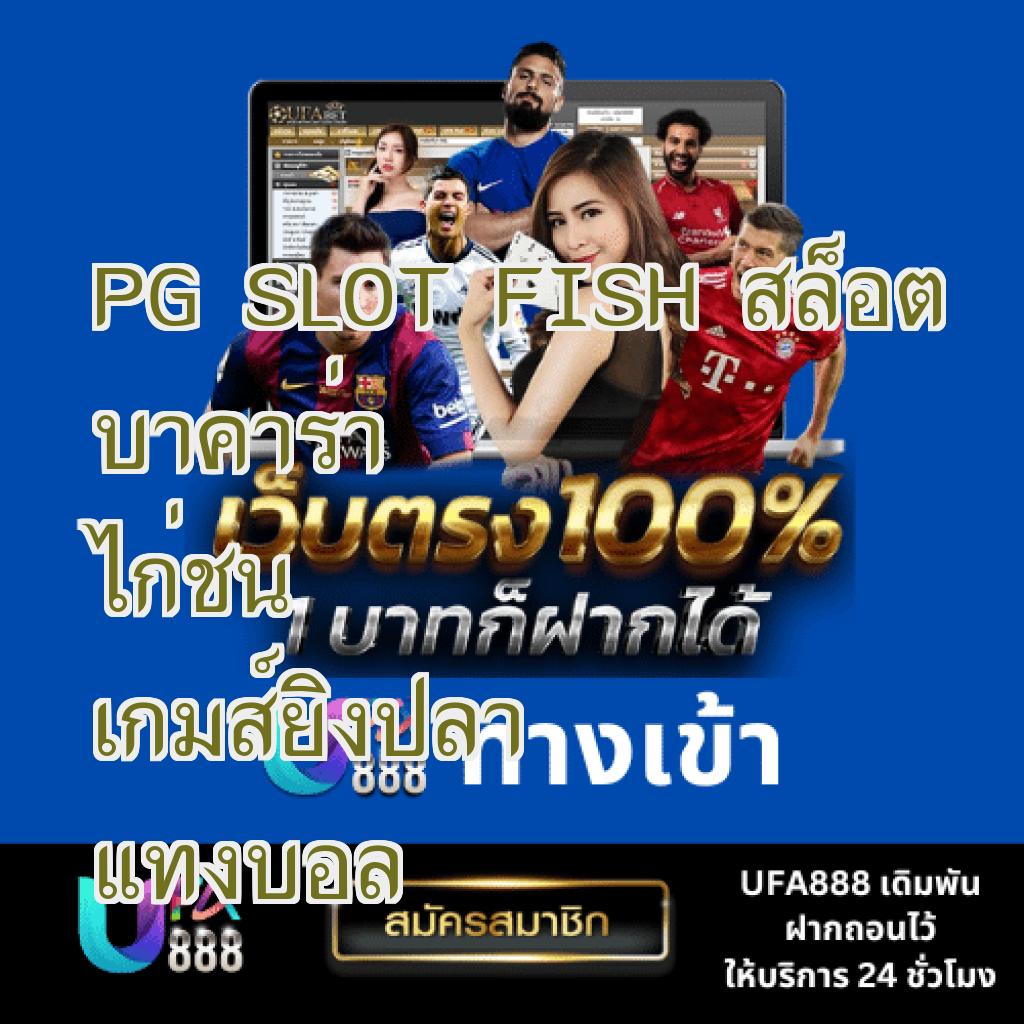 UFABET
PG SLOT FISH สล็อต
บาคาร่า
ไก่ชน
เกมส์ยิงปลา
แทงบอล
เว็บตรง100%
1 บาทก็ฝากได้
888 ทางเข้า
UFA
888
สมัครสมาชิก
UFA888 เดิมพัน
ฝากถอนไว้
ให้บริการ 24 ชั่วโมง